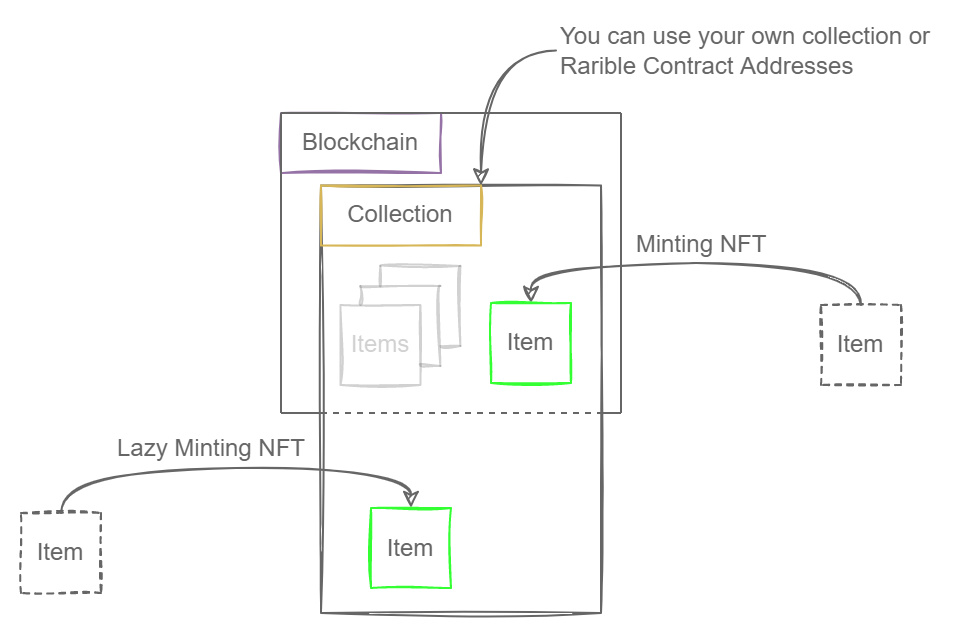 You can use your own collection or
Rarible Contract Addresses
Blockchain
Collection
Minting NFT
Items
Item
Item
Lazy Minting NFT
Item
Item